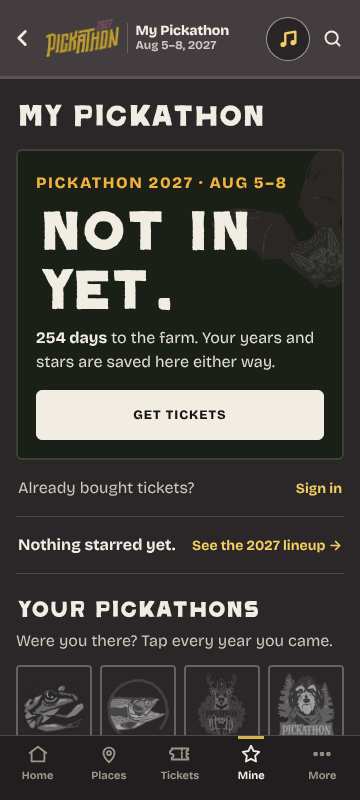 2027
PICKATHON
My Pickathon
Aug 5–8, 2027
MY PICKATHON
PICKATHON 2027 · AUG 5–8
NOT IN
YET.
254 days to the farm. Your years and
stars are saved here either way.
GET TICKETS
Already bought tickets?
Sign in
Nothing starred yet.
See the 2027 lineup →
YOUR PICKATHONS
Were you there? Tap every year you came.
PICKATHON
Home
Places
Tickets
Mine
More